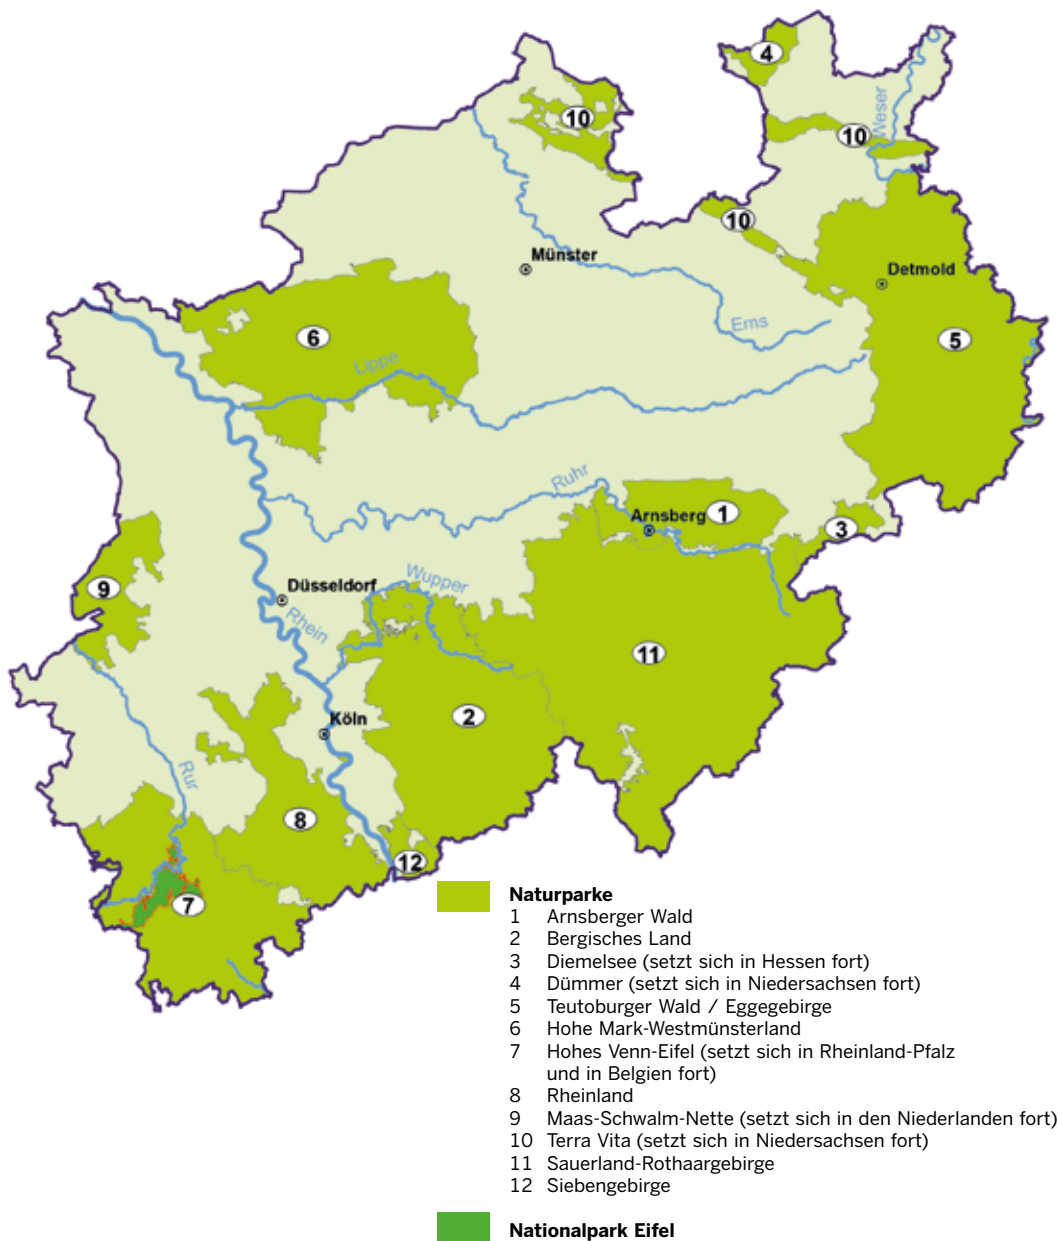 4
10
Weser
10
10
Münster
Detmold
Ems
6
5
Lippe
Ruhr
Arnsberg
1
3
Wupper
Düsseldorf
9
Rhein
11
2
Köln
Rur
8
12
7
Naturparke
1 Arnsberger Wald
2 Bergisches Land
3 Diemelsee (setzt sich in Hessen fort)
4 Dümmer (setzt sich in Niedersachsen fort)
5 Teutoburger Wald / Eggegebirge
6 Hohe Mark-Westmünsterland
7 Hohes Venn-Eifel (setzt sich in Rheinland-Pfalz
und in Belgien fort)
8 Rheinland
9 Maas-Schwalm-Nette (setzt sich in den Niederlanden fort)
10 Terra Vita (setzt sich in Niedersachsen fort)
11 Sauerland-Rothaargebirge
12 Siebengebirge
Nationalpark Eifel